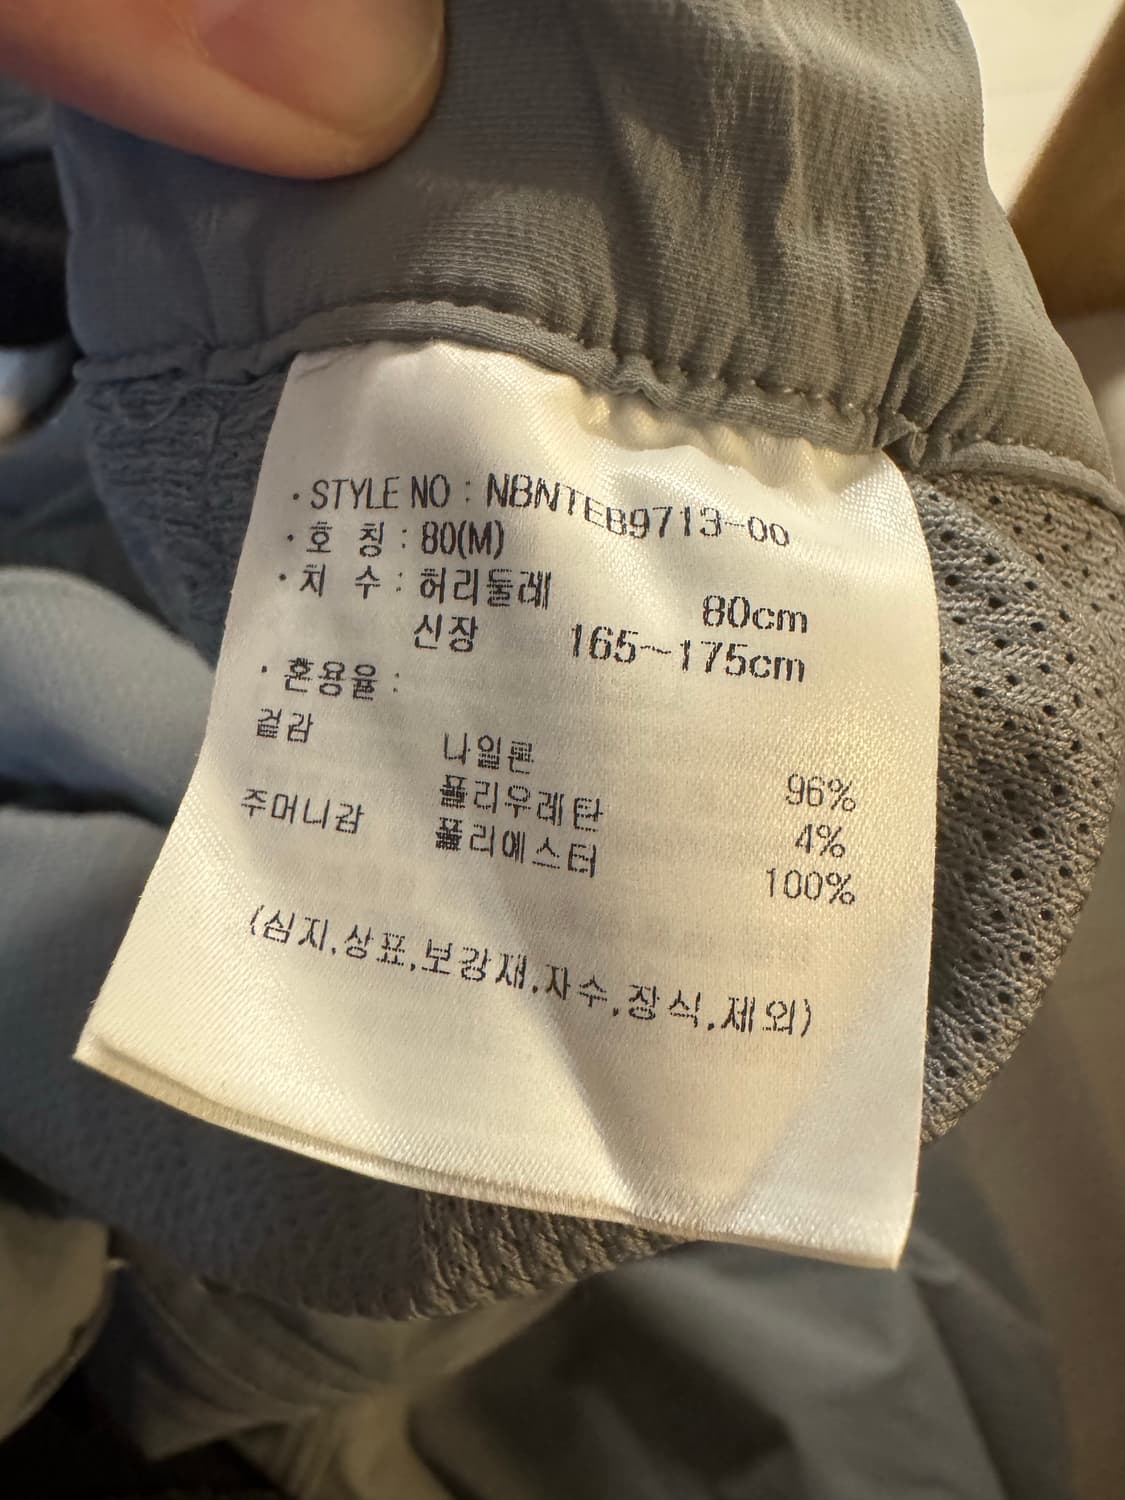 · STYLE NO : NBNTEB9713-00
· 호 칭 : 80(M)
· 치 수 : 허리둘레 80cm
신장 165~175cm
· 혼용율 :
겉감 나일론 96%
폴리우레탄 4%
주머니감 폴리에스터 100%
(심지,상표,보강재,자수,장식,제외)